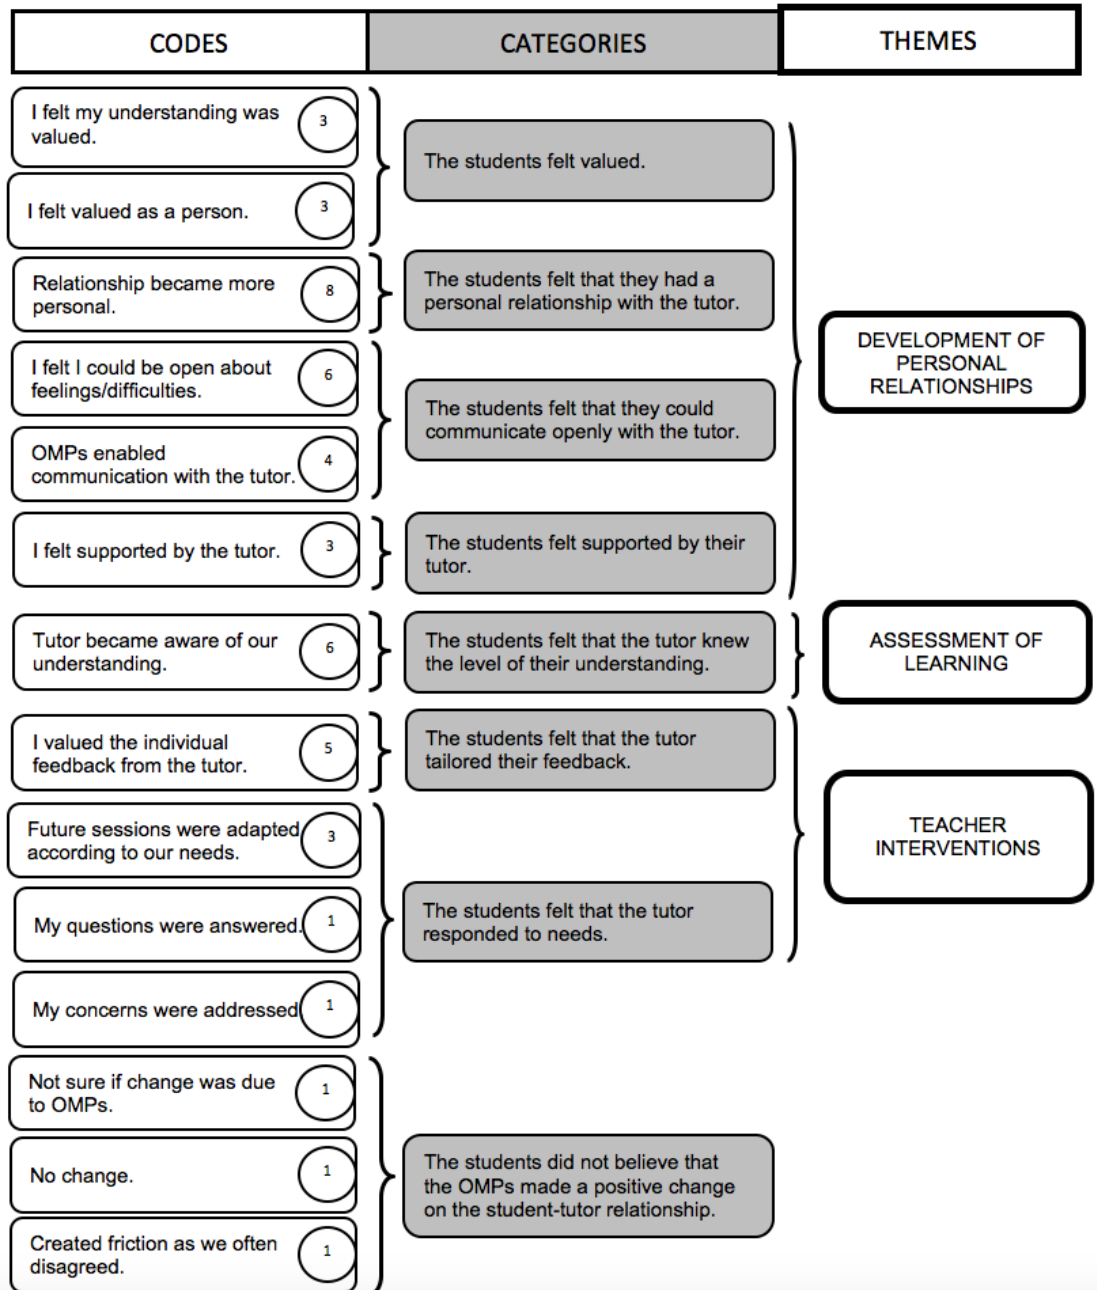 CODES
CATEGORIES
THEMES
I felt my understanding was
valued.
3
I felt valued as a person.
3
The students felt valued.
Relationship became more
personal.
8
The students felt that they had a
personal relationship with the tutor.
I felt I could be open about
feelings/difficulties.
6
OMPs enabled
communication with the tutor.
4
The students felt that they could
communicate openly with the tutor.
I felt supported by the tutor.
3
The students felt supported by their
tutor.
DEVELOPMENT OF
PERSONAL
RELATIONSHIPS
Tutor became aware of our
understanding.
6
The students felt that the tutor knew
the level of their understanding.
ASSESSMENT OF
LEARNING
I valued the individual
feedback from the tutor.
5
The students felt that the tutor
tailored their feedback.
Future sessions were adapted
according to our needs.
3
My questions were answered.
1
My concerns were addressed
1
The students felt that the tutor
responded to needs.
TEACHER
INTERVENTIONS
Not sure if change was due
to OMPs.
1
No change.
1
Created friction as we often
disagreed.
1
The students did not believe that
the OMPs made a positive change
on the student-tutor relationship.